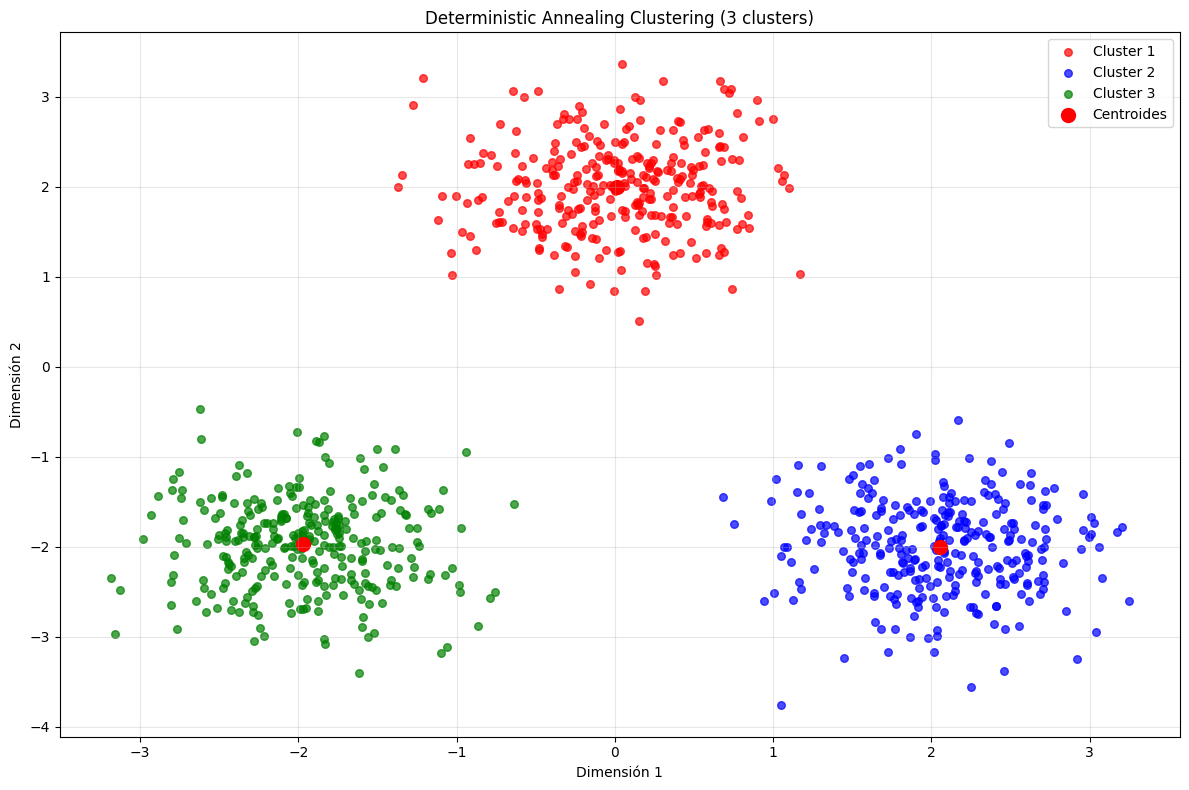 Deterministic Annealing Clustering (3 clusters)
Cluster 1
Cluster 2
Cluster 3
Centroides
3
2
1
0
−1
−2
−3
−4
Dimensión 2
−3
−2
−1
0
1
2
3
Dimensión 1